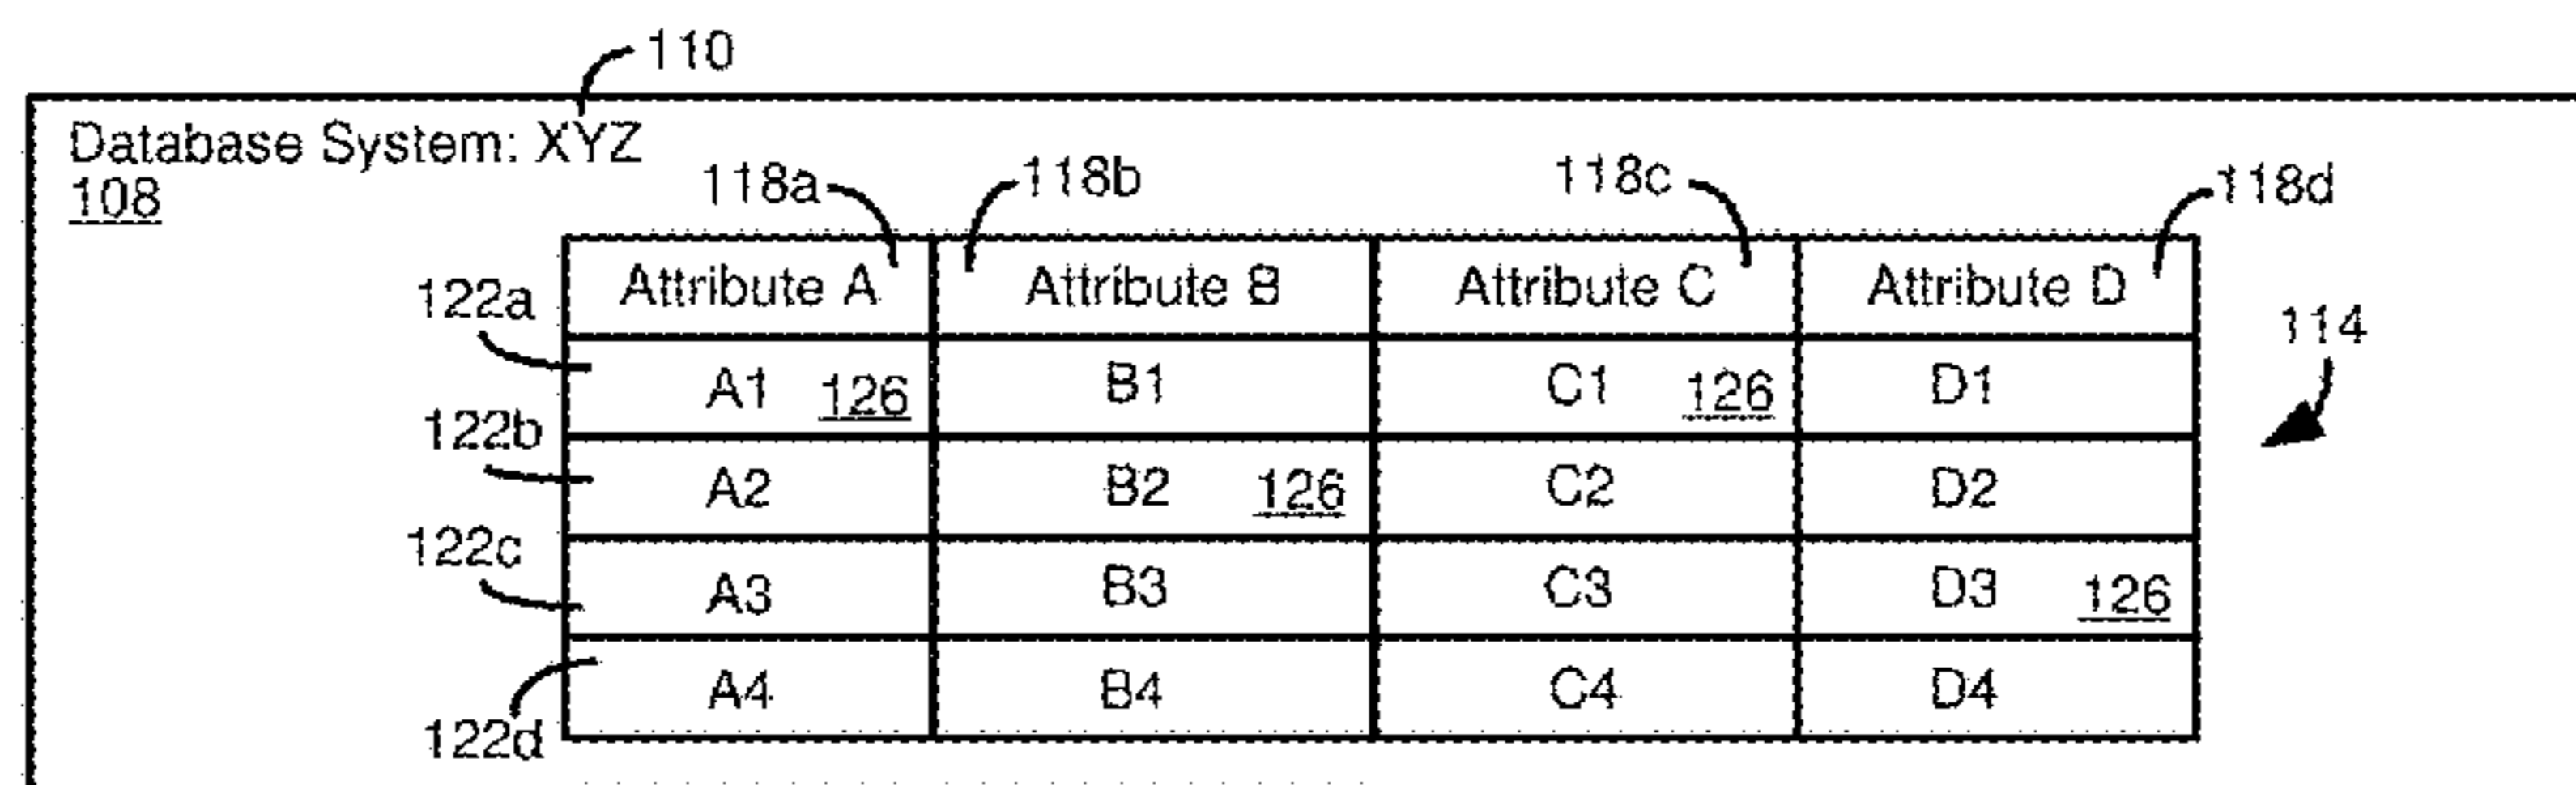 110
Database System: XYZ
108
118a 118b 118c 118d
Attribute A Attribute B Attribute C Attribute D
122a
114
A1 126 B1 C1 126 D1
122b
A2 B2 126 C2 D2
122c
A3 B3 C3 D3 126
A4 B4 C4 D4
122d